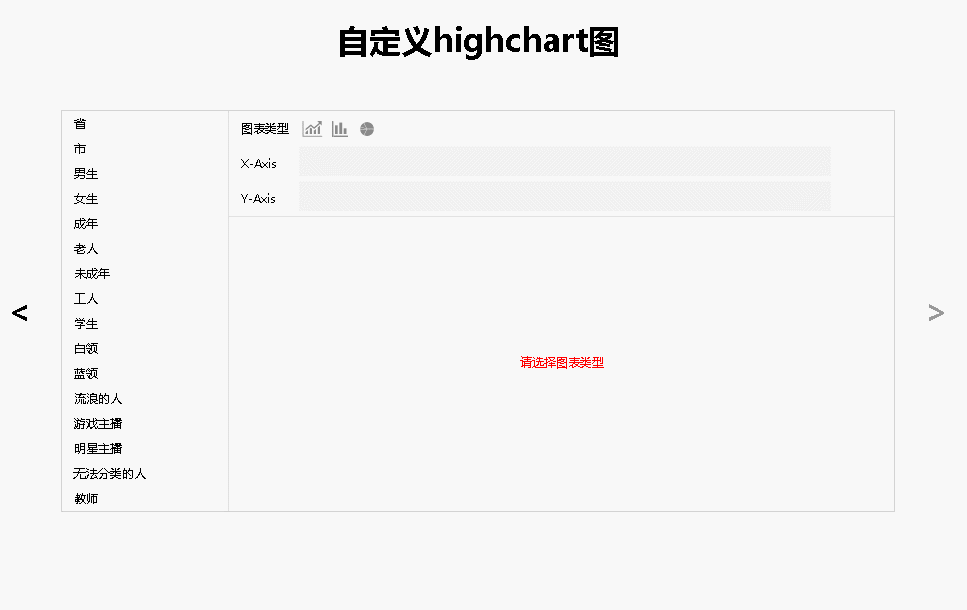 自定义highchart图
省
市
男生
女生
成年
老人
未成年
工人
学生
白领
蓝领
流浪的人
游戏主播
明星主播
无法分类的人
教师
图表类型
X-Axis
Y-Axis
请选择图表类型
<
>